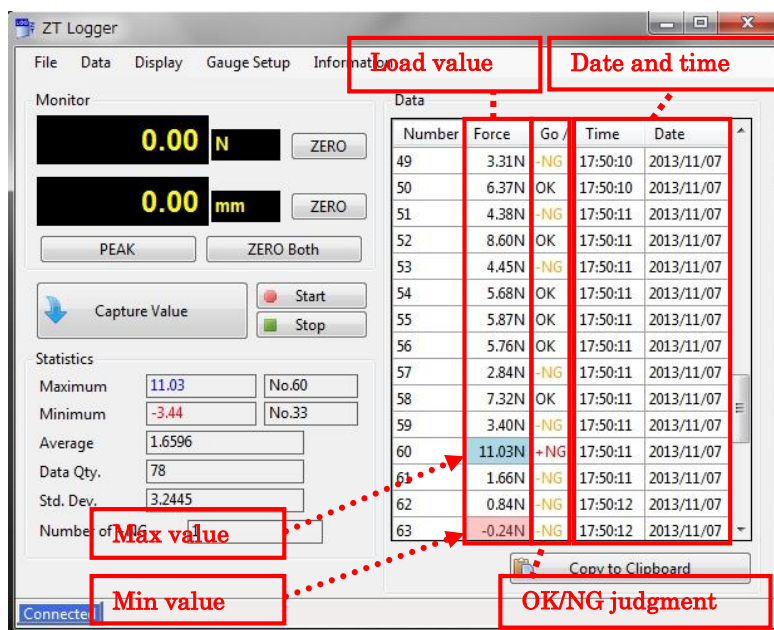 ZT Logger
File Data Display Gauge Setup Information
Load value
Date and time
Monitor
0.00 N ZERO
0.00 mm ZERO
PEAK ZERO Both
Capture Value
Start
Stop
Statistics
Maximum 11.03 No.60
Minimum -3.44 No.33
Average 1.6596
Data Qty. 78
Std. Dev. 3.2445
Number of NG 1
Max value
Min value
Connected
Data
Number Force Go / Time Date
49 3.31N -NG 17:50:10 2013/11/07
50 6.37N OK 17:50:10 2013/11/07
51 4.38N -NG 17:50:11 2013/11/07
52 8.60N OK 17:50:11 2013/11/07
53 4.45N -NG 17:50:11 2013/11/07
54 5.68N OK 17:50:11 2013/11/07
55 5.87N OK 17:50:11 2013/11/07
56 5.76N OK 17:50:11 2013/11/07
57 2.84N -NG 17:50:11 2013/11/07
58 7.32N OK 17:50:11 2013/11/07
59 3.40N -NG 17:50:11 2013/11/07
60 11.03N +NG 17:50:11 2013/11/07
61 1.66N -NG 17:50:11 2013/11/07
62 0.84N -NG 17:50:12 2013/11/07
63 -0.24N -NG 17:50:12 2013/11/07
Copy to Clipboard
OK/NG judgment